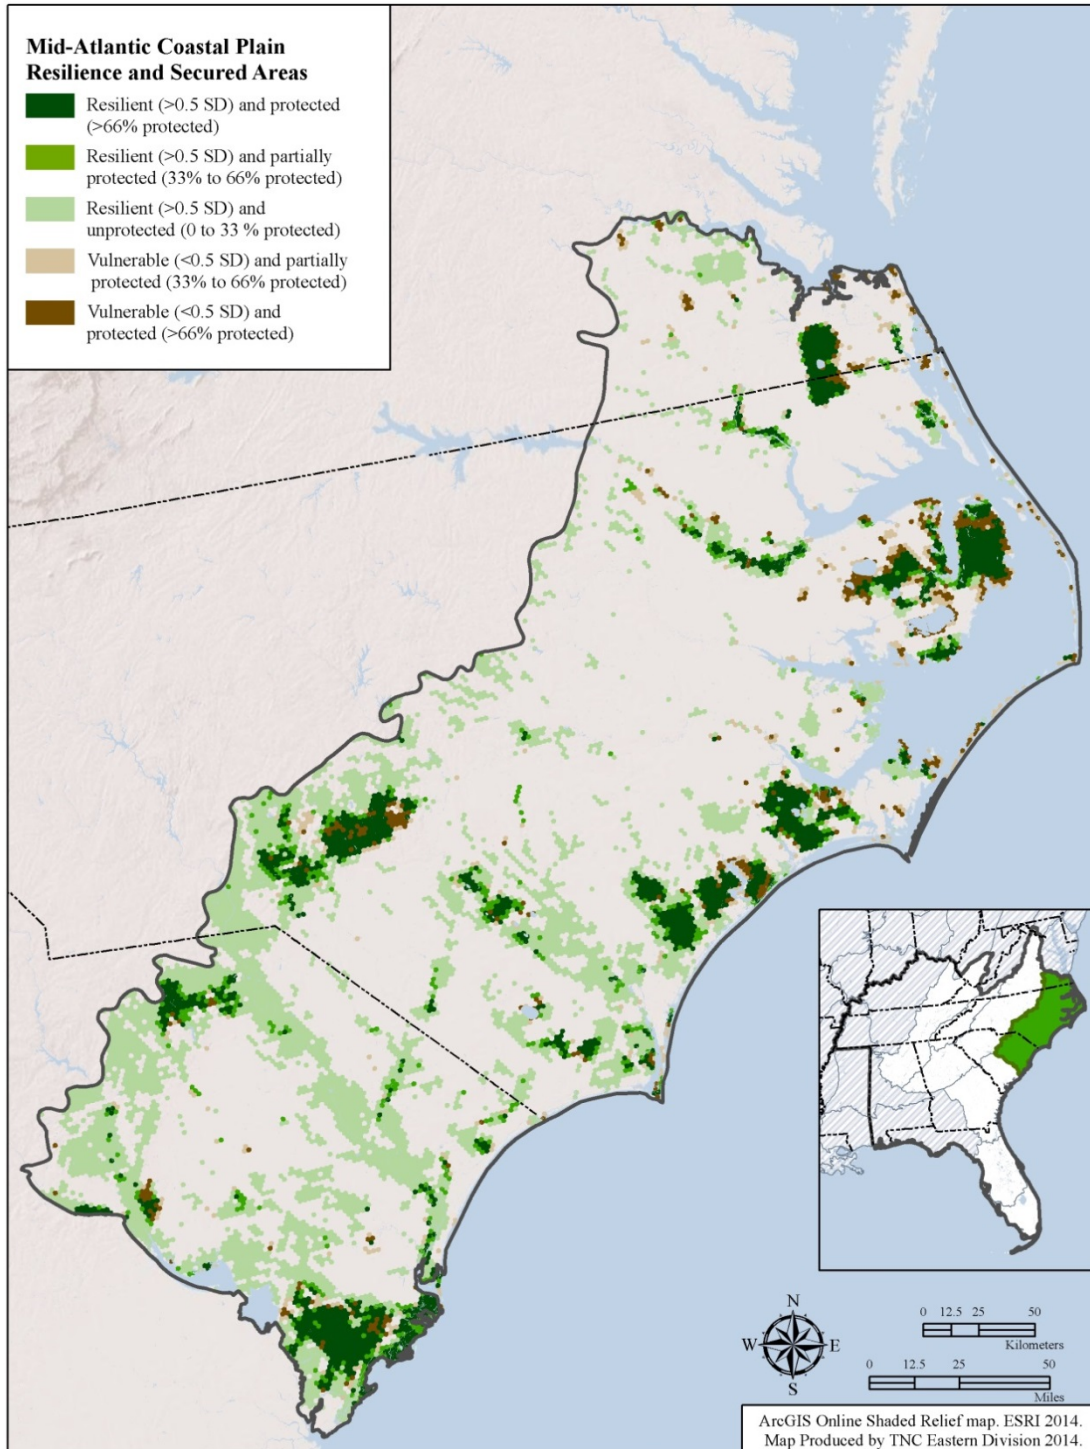 Mid-Atlantic Coastal Plain
Resilience and Secured Areas
Resilient (>0.5 SD) and protected
(>66% protected)
Resilient (>0.5 SD) and partially
protected (33% to 66% protected)
Resilient (>0.5 SD) and
unprotected (0 to 33 % protected)
Vulnerable (<0.5 SD) and partially
protected (33% to 66% protected)
Vulnerable (<0.5 SD) and
protected (>66% protected)
N
W E
S
0 12.5 25 50
Kilometers
0 12.5 25 50
Miles
ArcGIS Online Shaded Relief map. ESRI 2014.
Map Produced by TNC Eastern Division 2014.